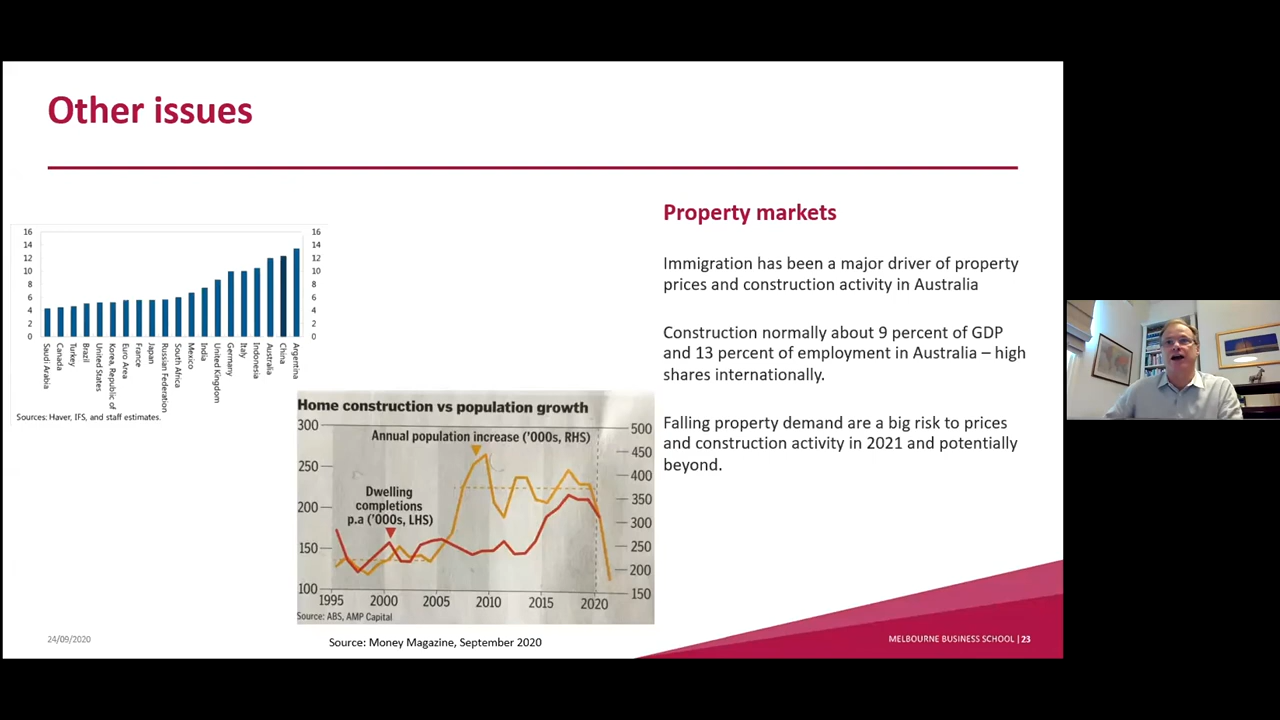 Other issues
16
14
12
10
8
6
4
2
0
16
14
12
10
8
6
4
2
0
Saudi Arabia
Canada
Turkey
Brazil
United States
Korea, Republic of
Euro Area
France
Japan
Russian Federation
South Africa
Mexico
India
United Kingdom
Germany
Italy
Indonesia
Australia
China
Argentina
Sources: Haver, IFS, and staff estimates.
Home construction vs population growth
300
250
200
150
100
500
450
400
350
300
250
200
150
Annual population increase ('000s, RHS)
Dwelling
completions
p.a ('000s, LHS)
1995
2000
2005
2010
2015
2020
Source: ABS, AMP Capital
Source: Money Magazine, September 2020
Property markets
Immigration has been a major driver of property
prices and construction activity in Australia
Construction normally about 9 percent of GDP
and 13 percent of employment in Australia – high
shares internationally.
Falling property demand are a big risk to prices
and construction activity in 2021 and potentially
beyond.
24/09/2020
MELBOURNE BUSINESS SCHOOL | 23